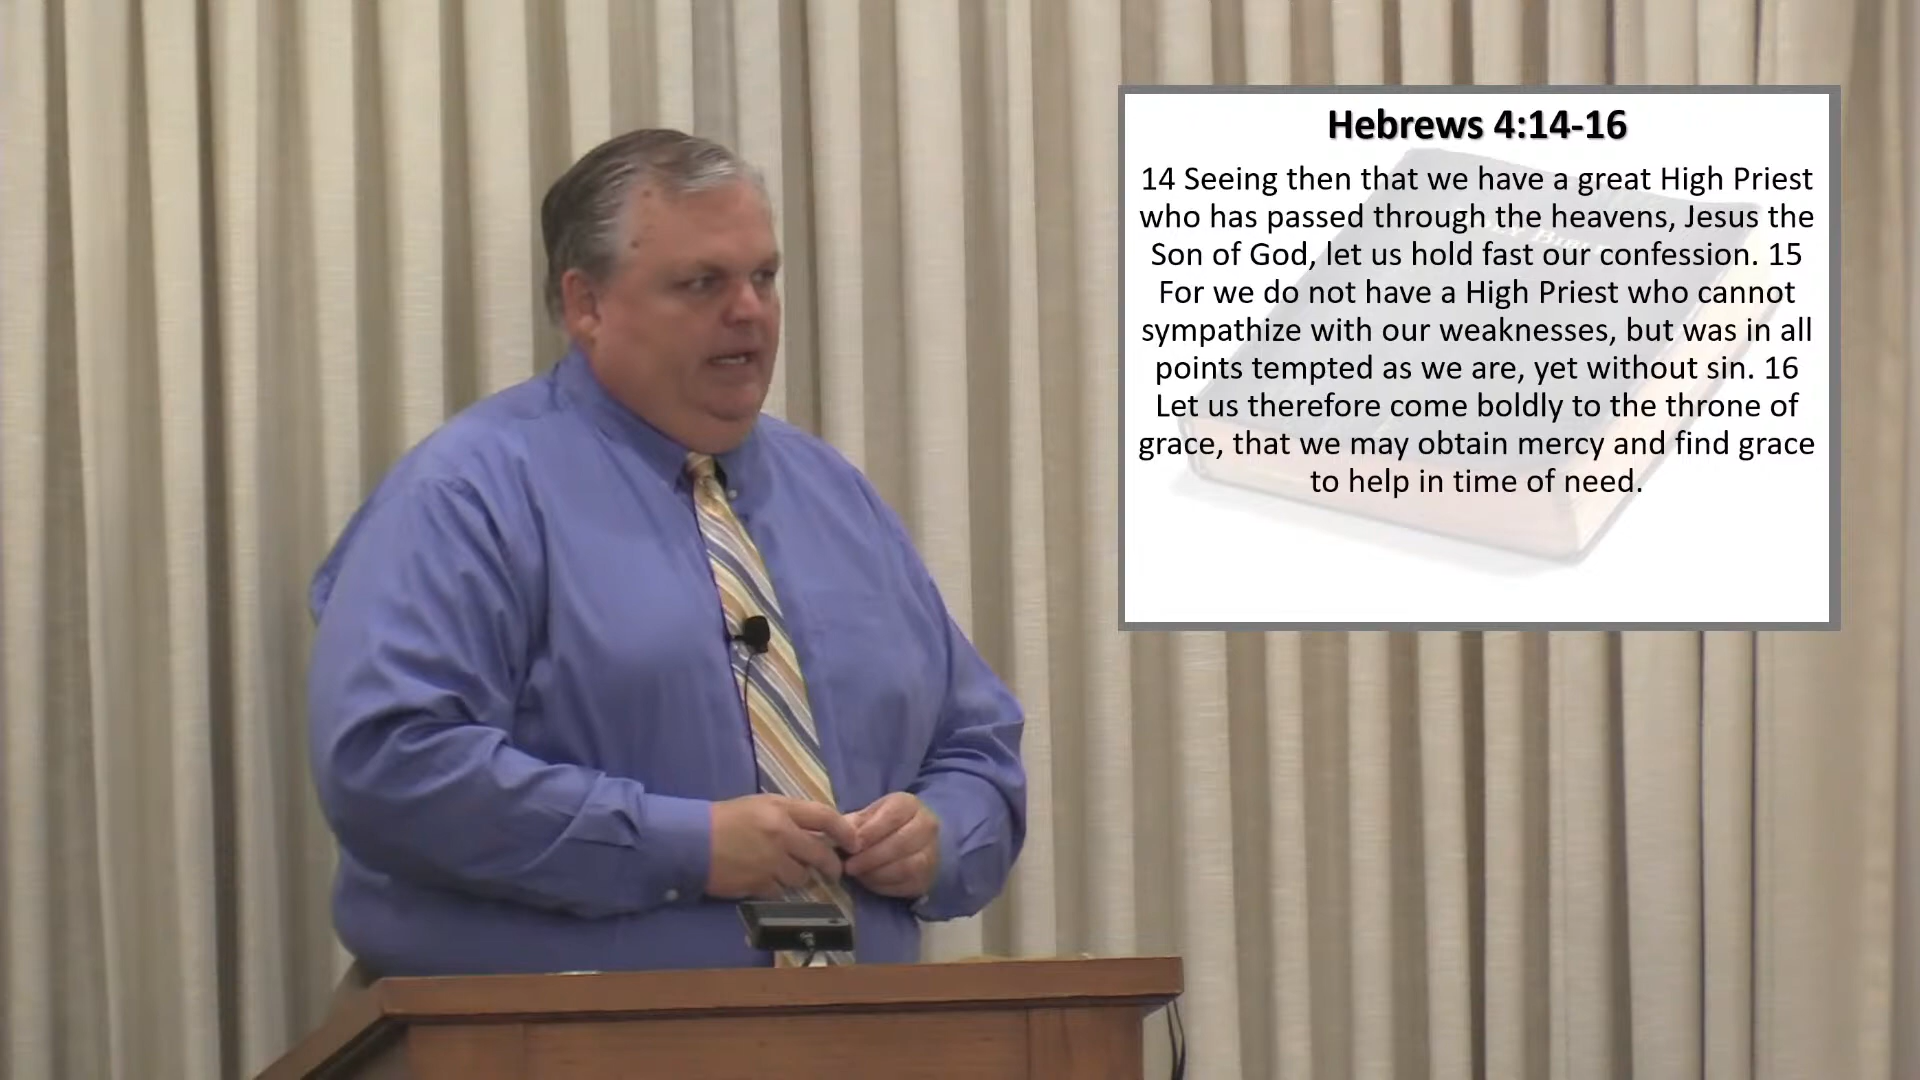 Hebrews 4:14-16
14 Seeing then that we have a great High Priest
who has passed through the heavens, Jesus the
Son of God, let us hold fast our confession. 15
For we do not have a High Priest who cannot
sympathize with our weaknesses, but was in all
points tempted as we are, yet without sin. 16
Let us therefore come boldly to the throne of
grace, that we may obtain mercy and find grace
to help in time of need.